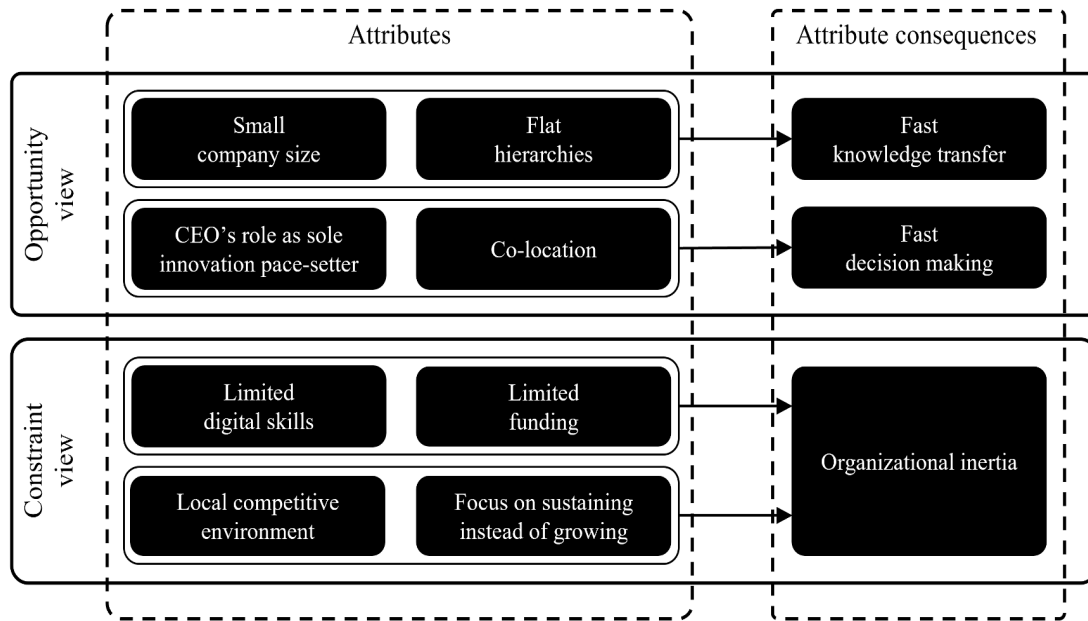 Attributes
Attribute consequences
Opportunity
view
Small
company size
Flat
hierarchies
Fast
knowledge transfer
CEO’s role as sole
innovation pace-setter
Co-location
Fast
decision making
Constraint
view
Limited
digital skills
Limited
funding
Organizational inertia
Local competitive
environment
Focus on sustaining
instead of growing